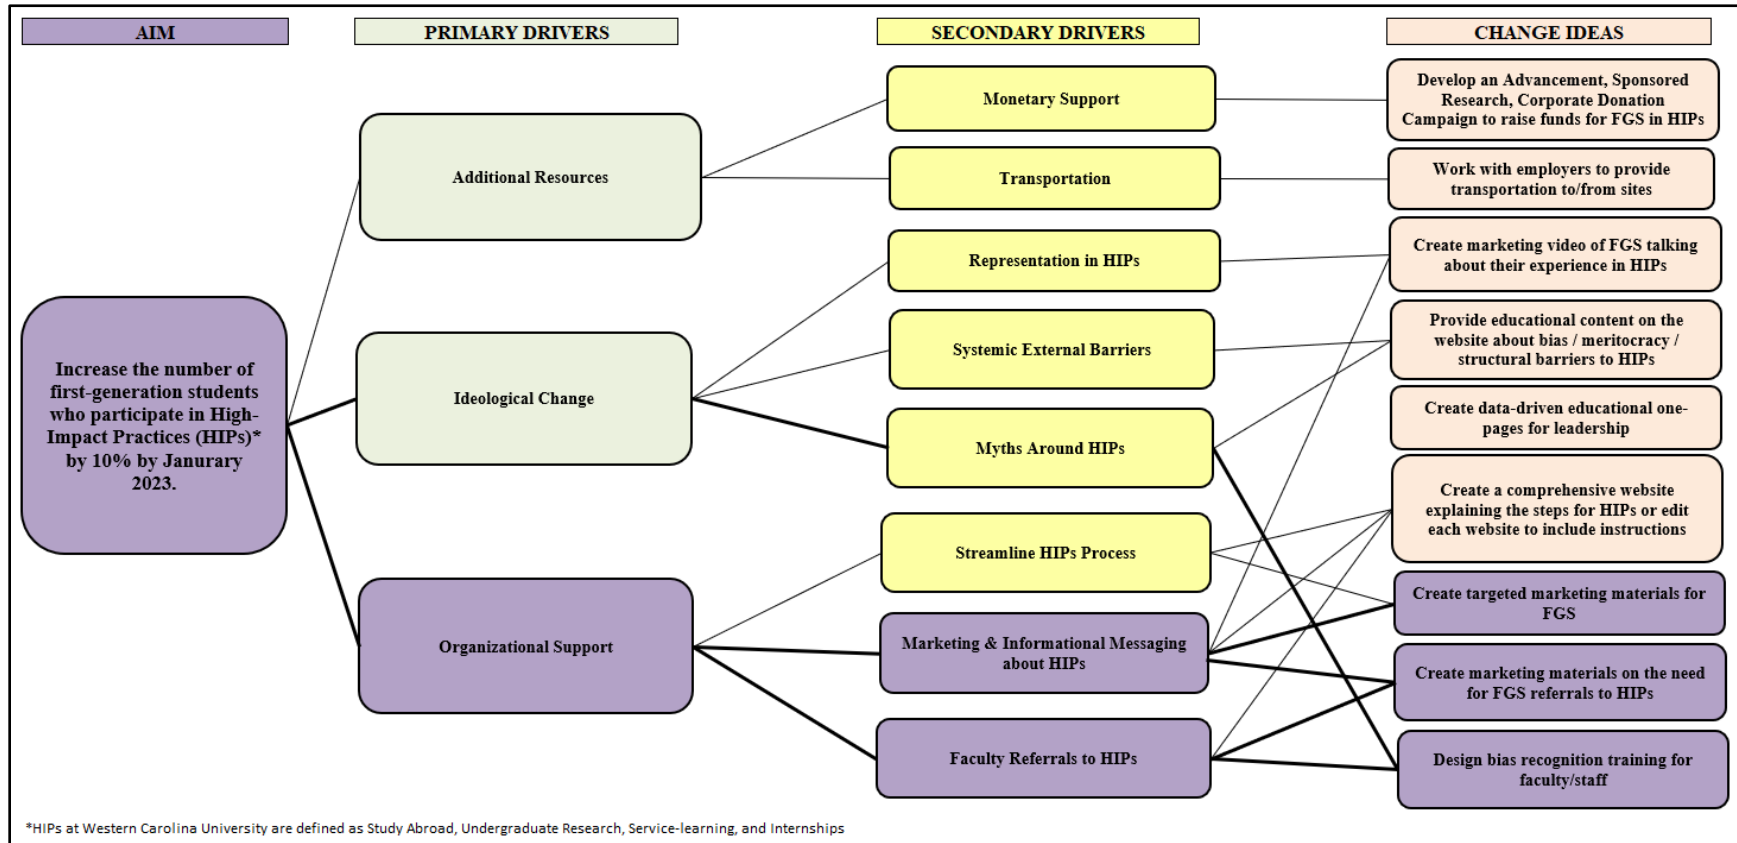 AIM
PRIMARY DRIVERS
SECONDARY DRIVERS
CHANGE IDEAS
Increase the number of
first-generation students
who participate in High-
Impact Practices (HIPs)*
by 10% by Janurary
2023.
Additional Resources
Ideological Change
Organizational Support
Monetary Support
Transportation
Representation in HIPs
Systemic External Barriers
Myths Around HIPs
Streamline HIPs Process
Marketing & Informational Messaging
about HIPs
Faculty Referrals to HIPs
Develop an Advancement, Sponsored
Research, Corporate Donation
Campaign to raise funds for FGS in HIPs
Work with employers to provide
transportation to/from sites
Create marketing video of FGS talking
about their experience in HIPs
Provide educational content on the
website about bias / meritocracy /
structural barriers to HIPs
Create data-driven educational one-
pages for leadership
Create a comprehensive website
explaining the steps for HIPs or edit
each website to include instructions
Create targeted marketing materials for
FGS
Create marketing materials on the need
for FGS referrals to HIPs
Design bias recognition training for
faculty/staff
*HIPs at Western Carolina University are defined as Study Abroad, Undergraduate Research, Service-learning, and Internships